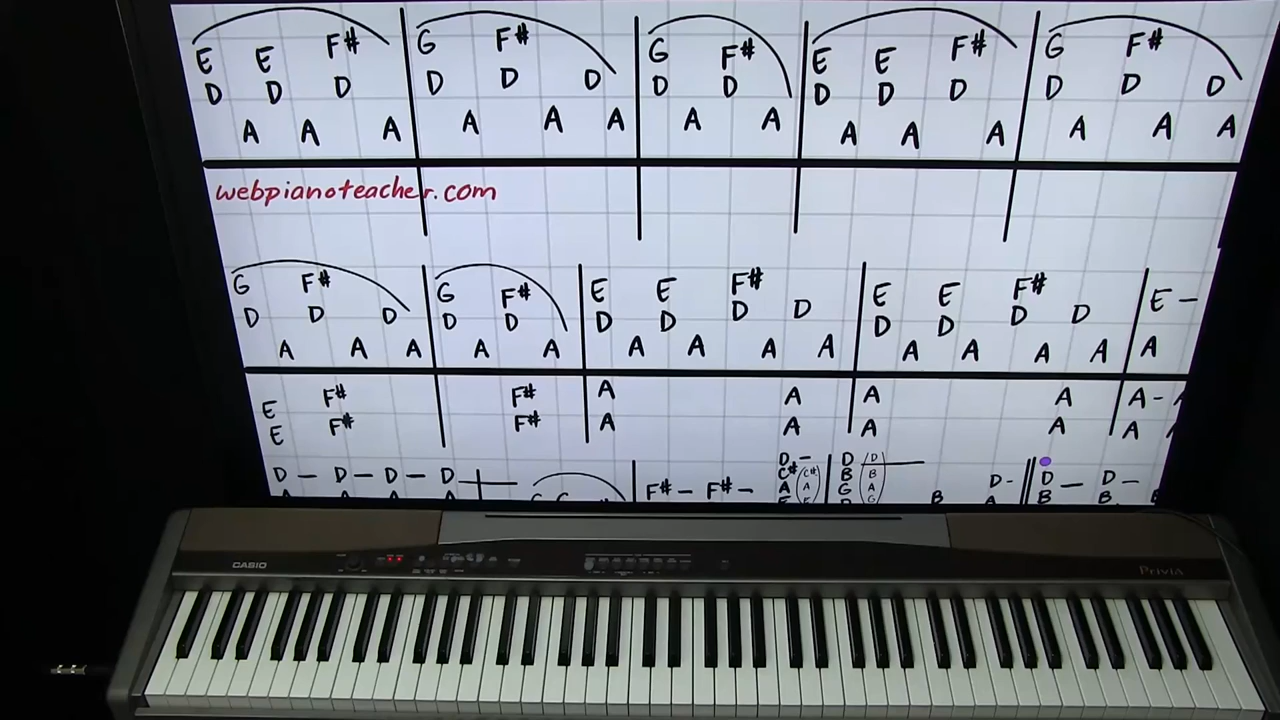 E E F# G F# G F# E E F# G F#
D D D D D D D D D D D D D D
A A A A A A A A A A A A A A
webpianoteacher.com
G F# G F# E E F# E E F# E –
D D D D D D D D D D D D D
A A A A A A A A A A A A A A
E F# F# A A A A A – A
E F# F# A A A A A A
D – D – D – D G G F# – F# – D – C# A E (C# A E D B G D (D B A G B D – A D B – D – B B
CASIO
Privia